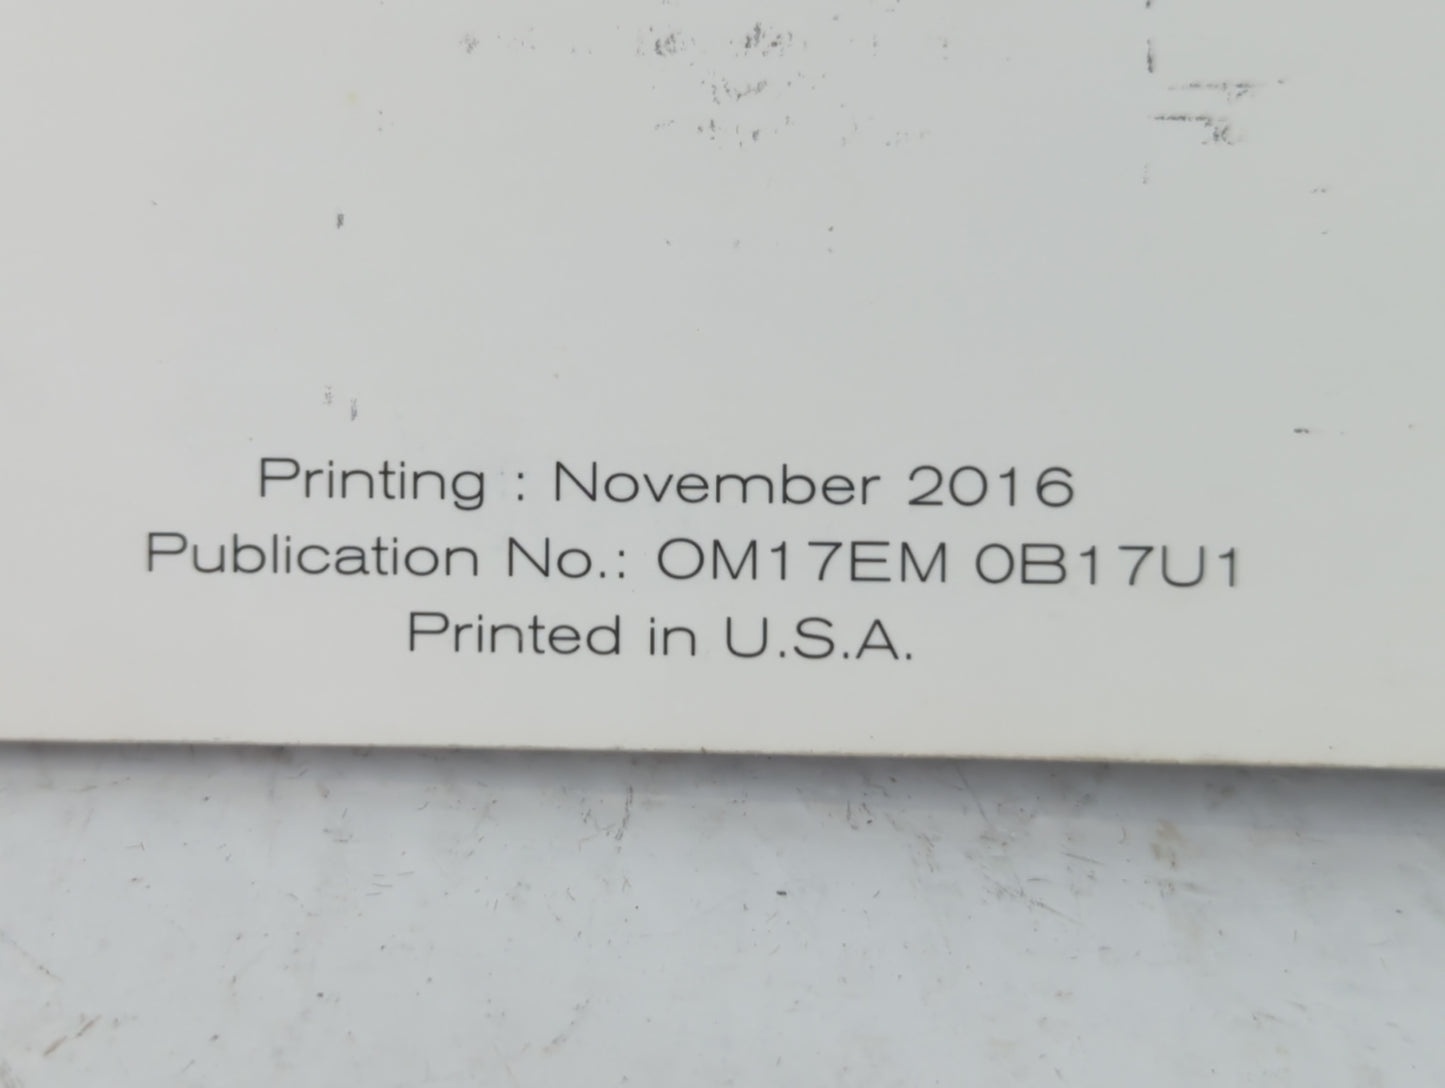 Printing : November 2016
Publication No.: OM17EM 0B17U1
Printed in U.S.A.